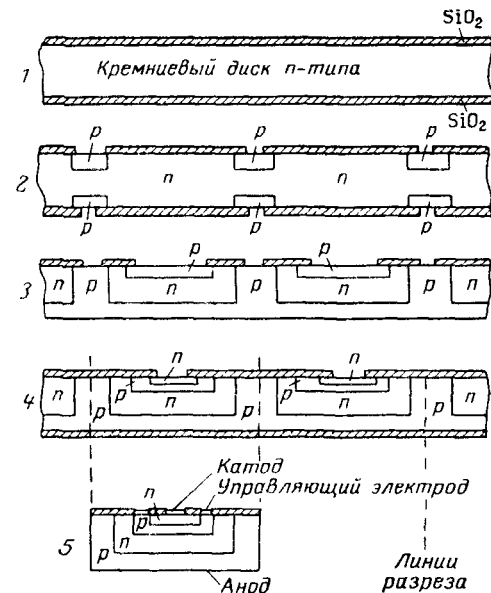 SiO₂
1
Кремниевый диск n-типа
SiO₂
p p p
2
n n
p p p
3
p p
n p n p n p n
4
n n
n p p n p p n p n
p
Катод
Управляющий электрод
n
5
p
p n
Анод
Линии
разреза